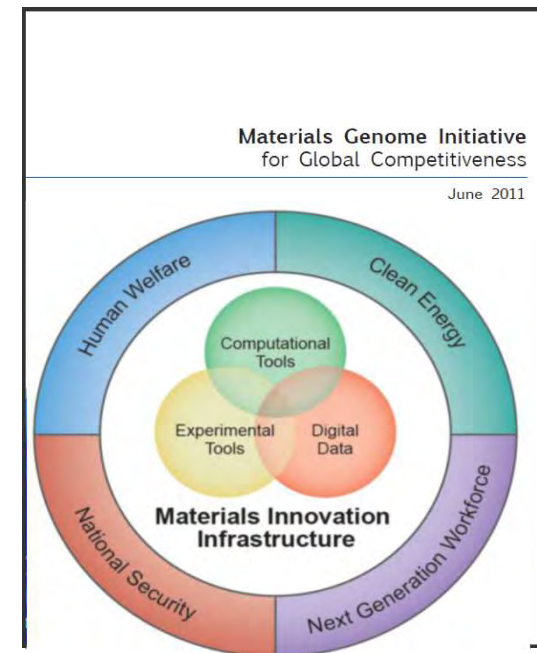 Materials Genome Initiative
for Global Competitiveness
June 2011
Human Welfare
Clean Energy
Computational
Tools
Experimental
Tools
Digital
Data
Materials Innovation
Infrastructure
National Security
Next Generation Workforce